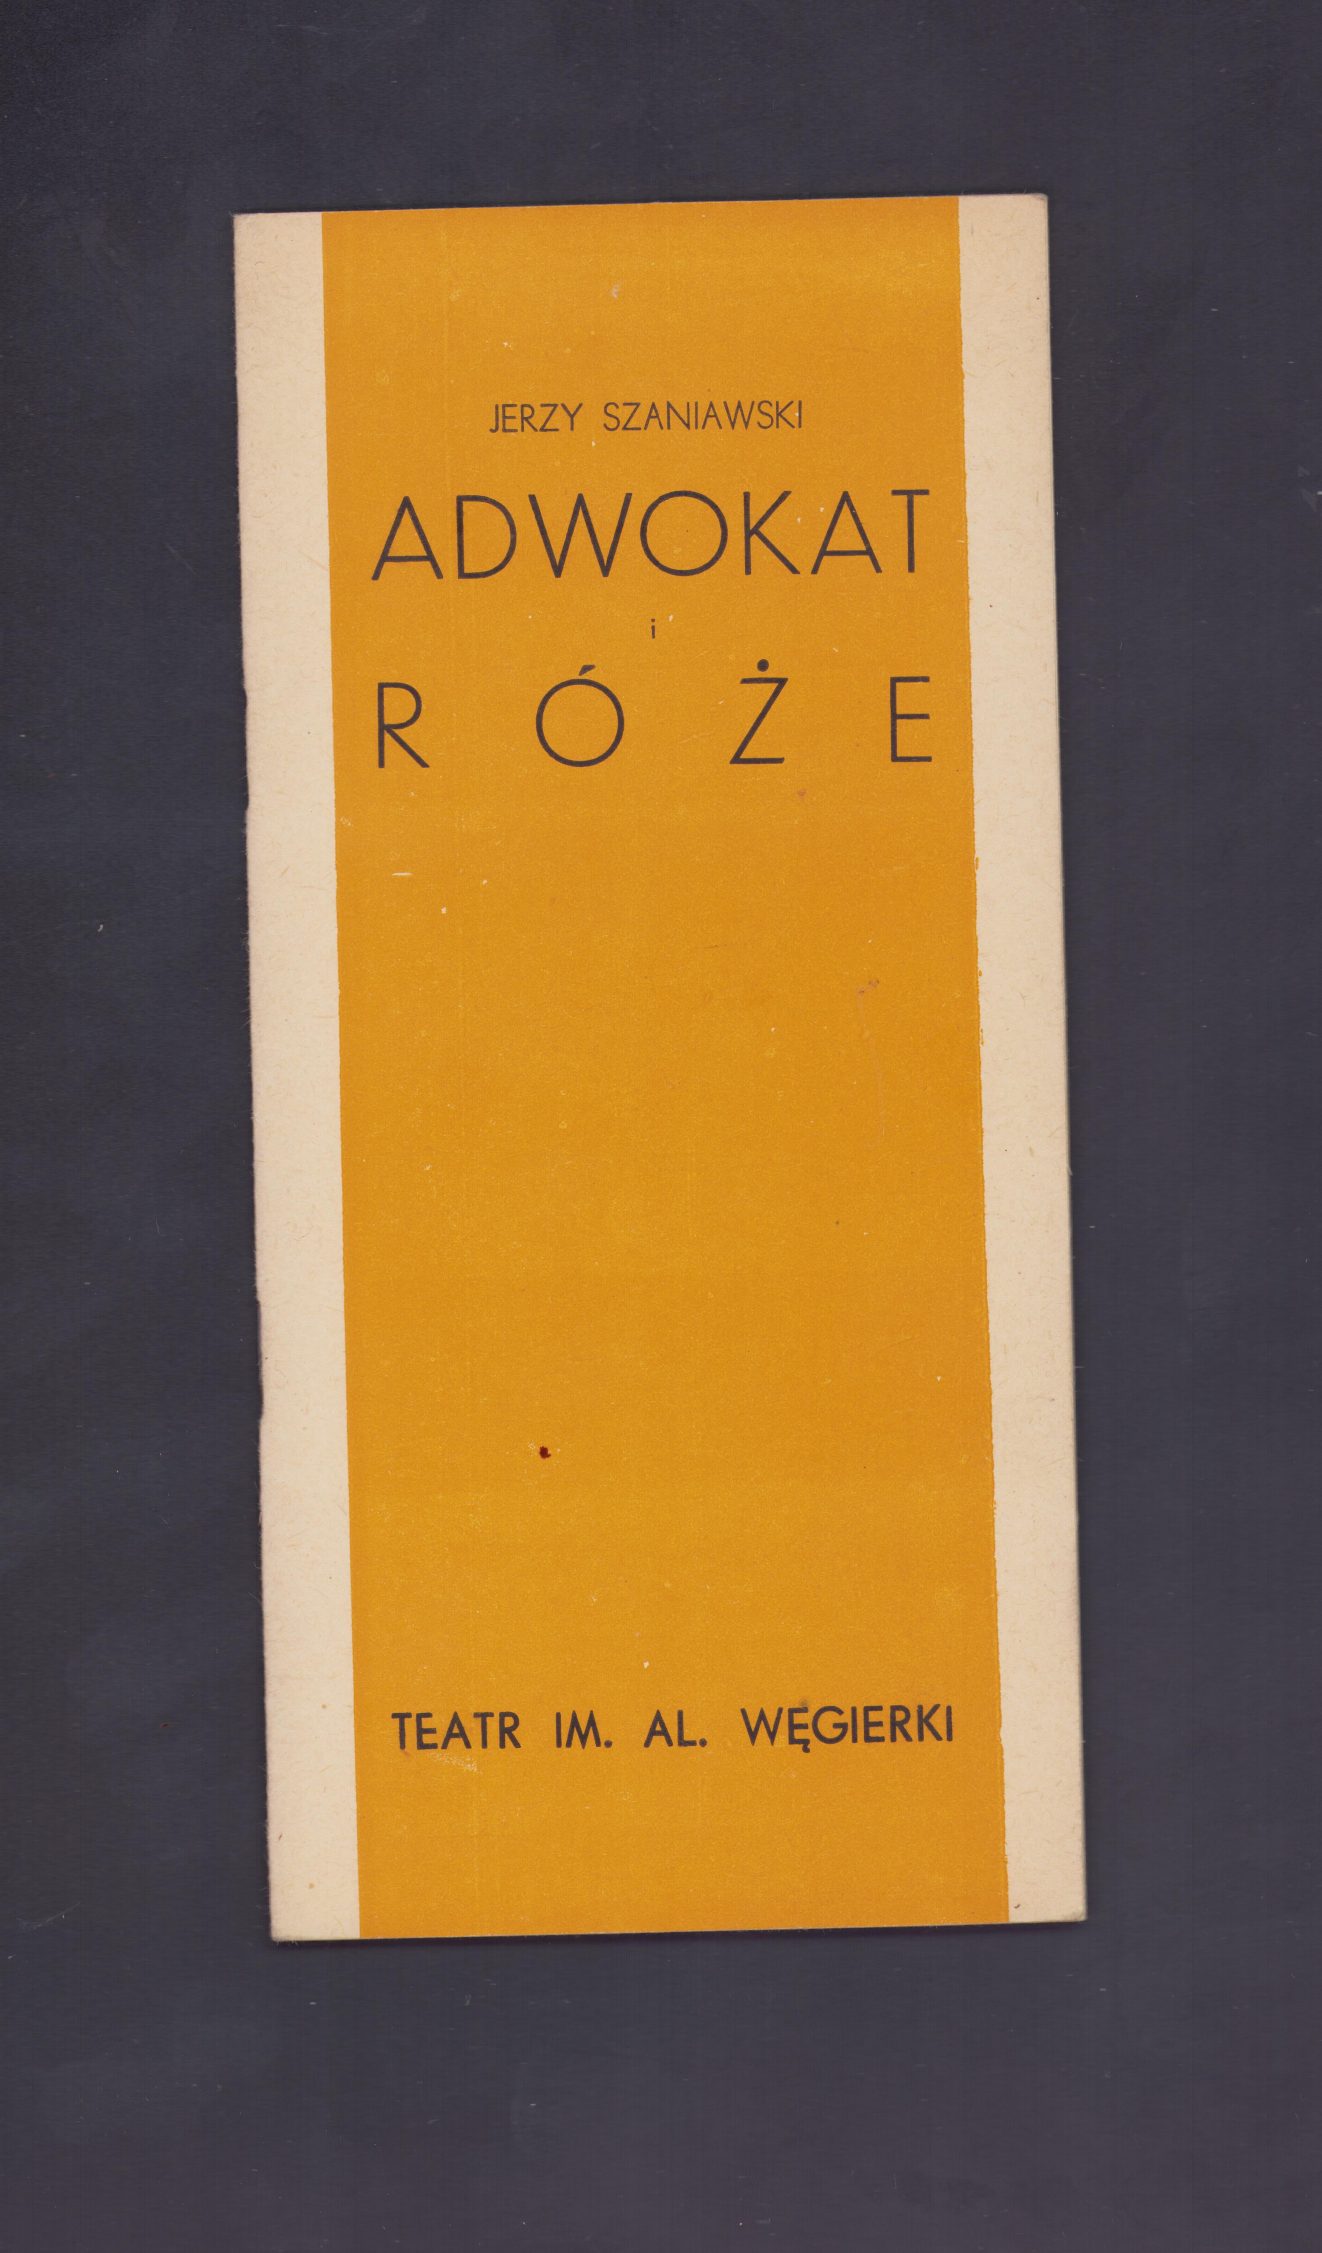 JERZY SZANIAWSKI
ADWOKAT
i
RÓŻE
TEATR IM. AL. WĘGIERKI